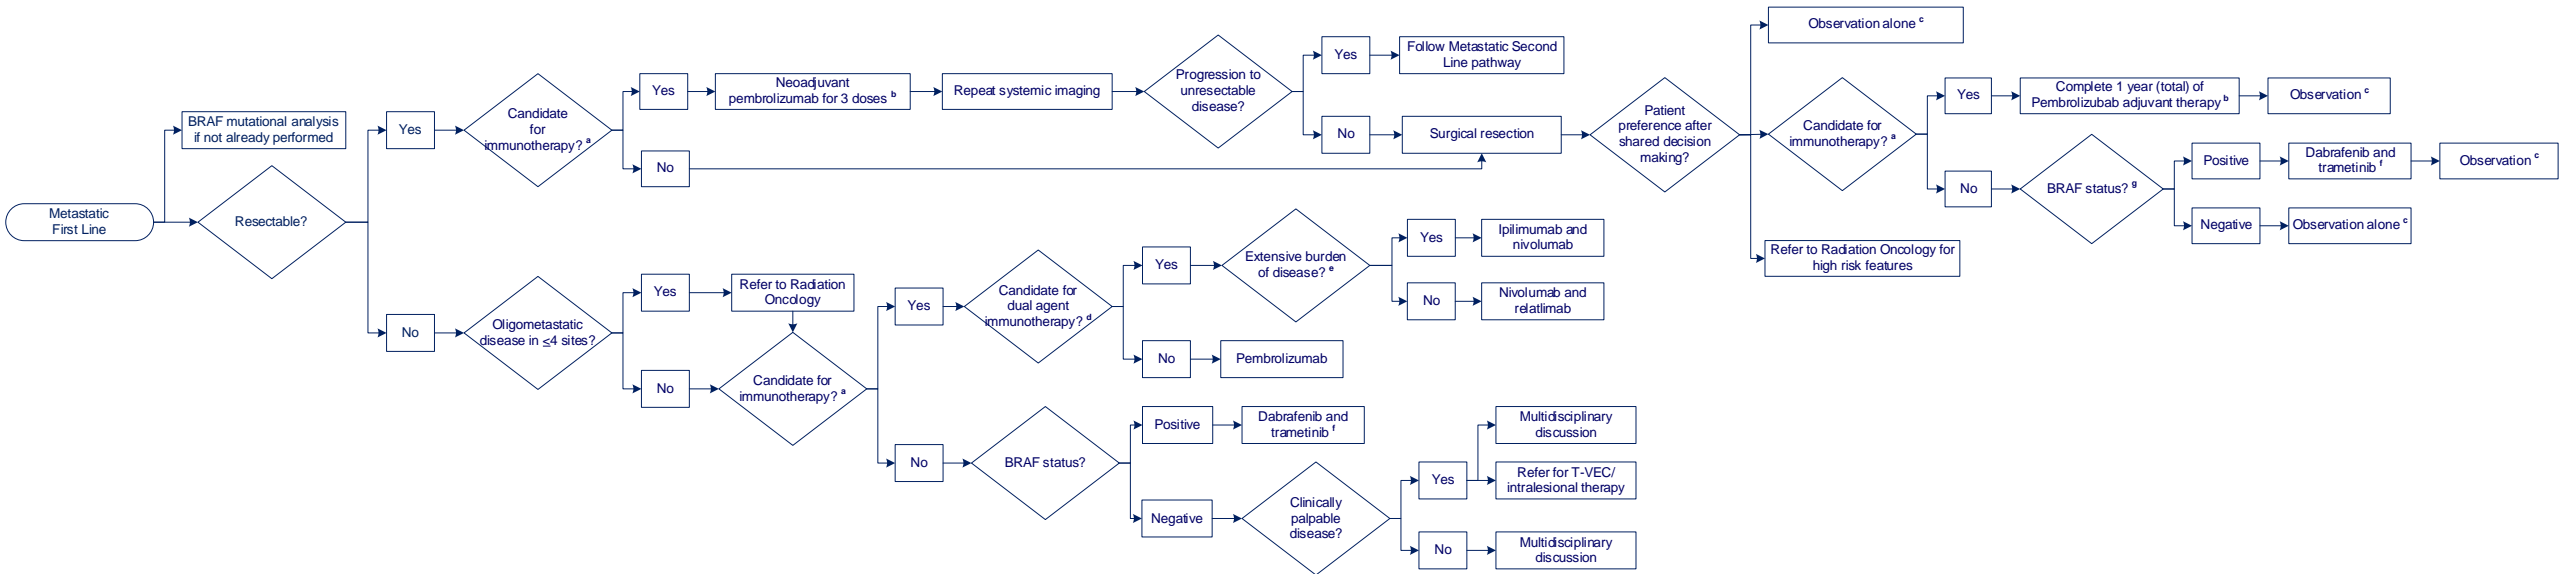 Metastatic
First Line
BRAF mutational analysis
if not already performed
Resectable?
Yes
Candidate
for
immunotherapy? a
Yes
Neoadjuvant
pembrolizumab for 3 doses b
Repeat systemic imaging
Progression to
unresectable
disease?
Yes
Follow Metastatic Second
Line pathway
No
Surgical resection
No
Patient
preference after
shared decision
making?
Observation alone c
Candidate for
immunotherapy? a
Yes
Complete 1 year (total) of
Pembrolizubab adjuvant therapy b
Observation c
No
BRAF status? g
Positive
Dabrafenib and
trametinib f
Observation c
Negative
Observation alone c
Refer to Radiation Oncology for
high risk features
No
Oligometastatic
disease in ≤4 sites?
Yes
Refer to Radiation
Oncology
No
Candidate for
immunotherapy? a
Yes
Candidate for
dual agent
immunotherapy? d
Yes
Extensive burden
of disease? e
Yes
Ipilimumab and
nivolumab
No
Nivolumab and
relatlimab
No
Pembrolizumab
No
BRAF status?
Positive
Dabrafenib and
trametinib f
Negative
Clinically
palpable
disease?
Yes
Multidisciplinary
discussion
Refer for T-VEC/
intralesional therapy
No
Multidisciplinary
discussion